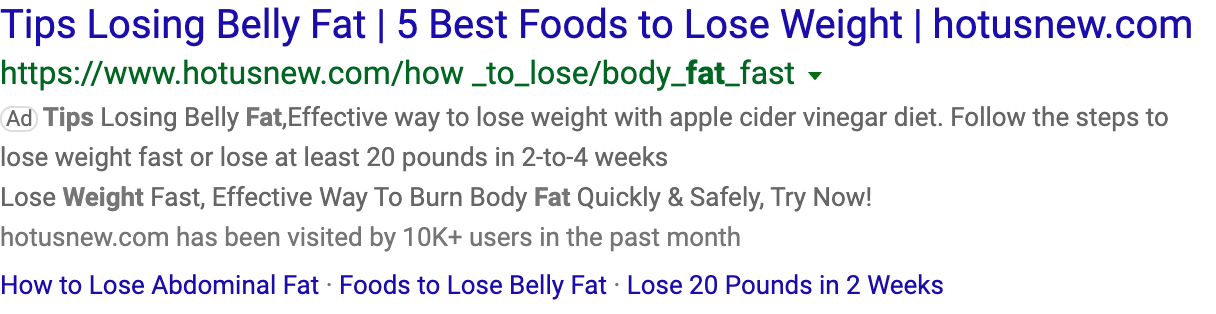 Tips Losing Belly Fat | 5 Best Foods to Lose Weight | hotusnew.com
https://www.hotusnew.com/how _to_lose/body_fat_fast
Ad Tips Losing Belly Fat,Effective way to lose weight with apple cider vinegar diet. Follow the steps to
lose weight fast or lose at least 20 pounds in 2-to-4 weeks
Lose Weight Fast, Effective Way To Burn Body Fat Quickly & Safely, Try Now!
hotusnew.com has been visited by 10K+ users in the past month
How to Lose Abdominal Fat · Foods to Lose Belly Fat · Lose 20 Pounds in 2 Weeks